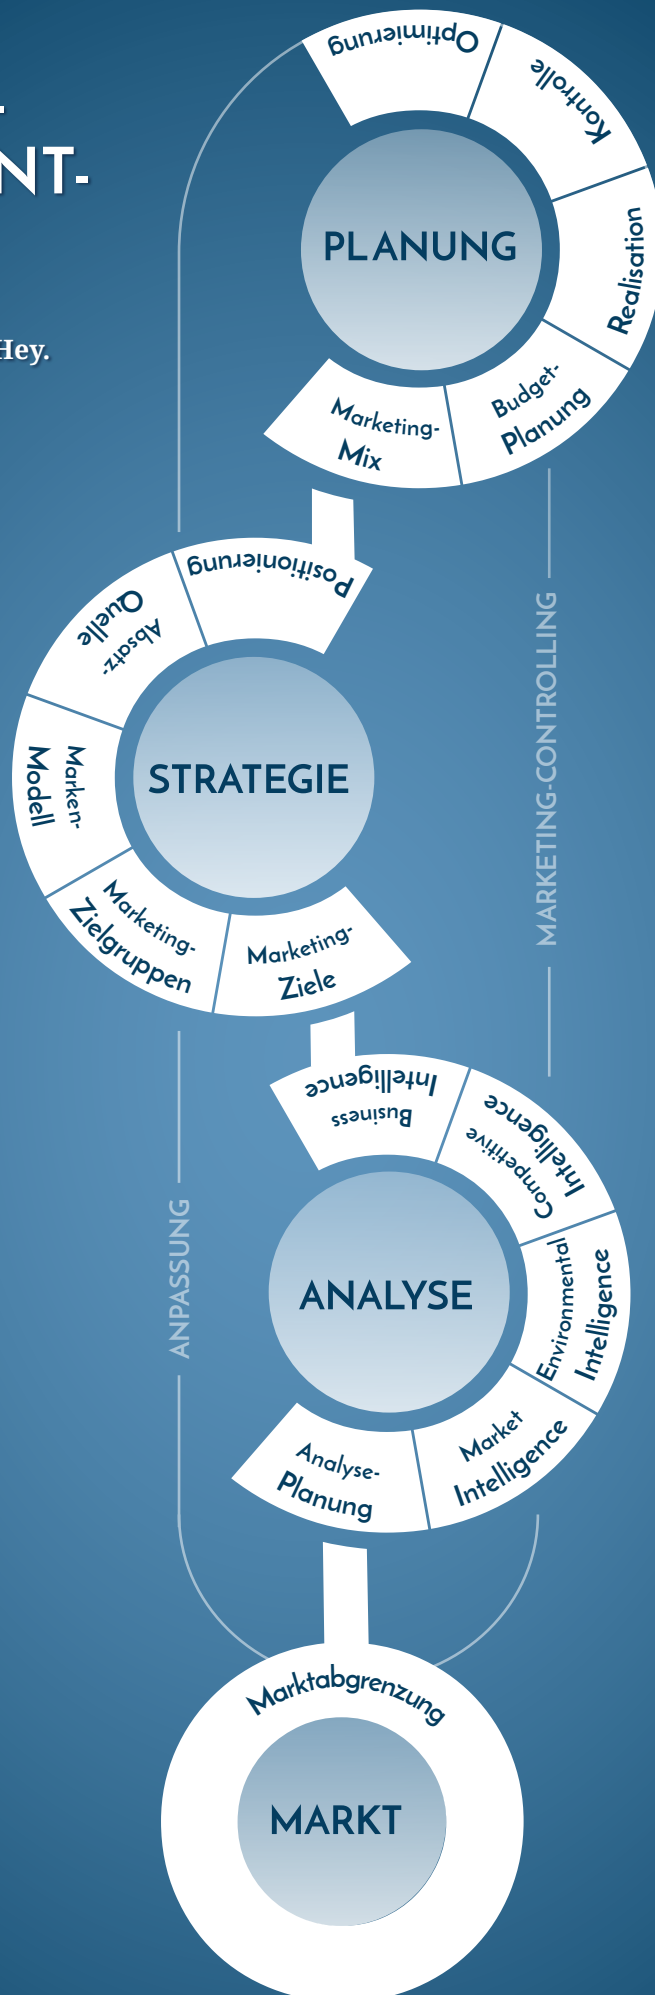 -
NT-
Hey.
Optimierung
Kontrolle
PLANUNG
Realisation
Budget-
Planung
Marketing-
Mix
Positionierung
Absatz-
Quelle
Marken-
Modell
STRATEGIE
MARKETING-CONTROLLING
Marketing-
Zielgruppen
Marketing-
Ziele
Business
Intelligence
Competitive
Intelligence
ANPASSUNG
ANALYSE
Environmental
Intelligence
Market
Intelligence
Analyse-
Planung
Marktabgrenzung
MARKT